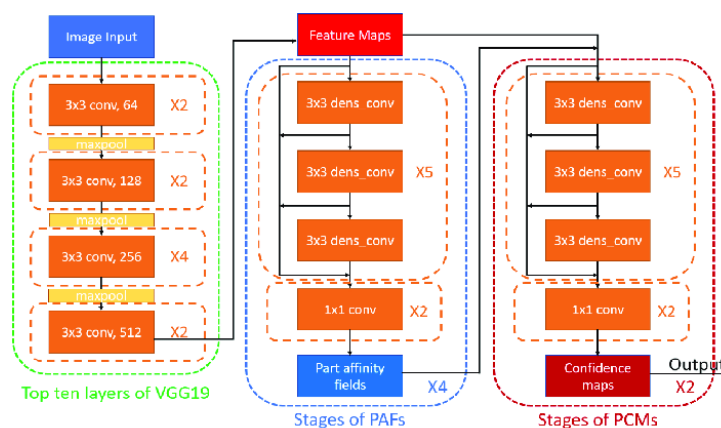 Image Input
3x3 conv, 64
X2
maxpool
3x3 conv, 128
X2
maxpool
3x3 conv, 256
X4
maxpool
3x3 conv, 512
X2
Top ten layers of VGG19
Feature Maps
3x3 dens_conv
3x3 dens_conv
X5
3x3 dens_conv
1x1 conv
X2
Part affinity
fields
X4
Stages of PAFs
3x3 dens_conv
3x3 dens_conv
X5
3x3 dens_conv
1x1 conv
X2
Confidence
maps
Output
X2
Stages of PCMs